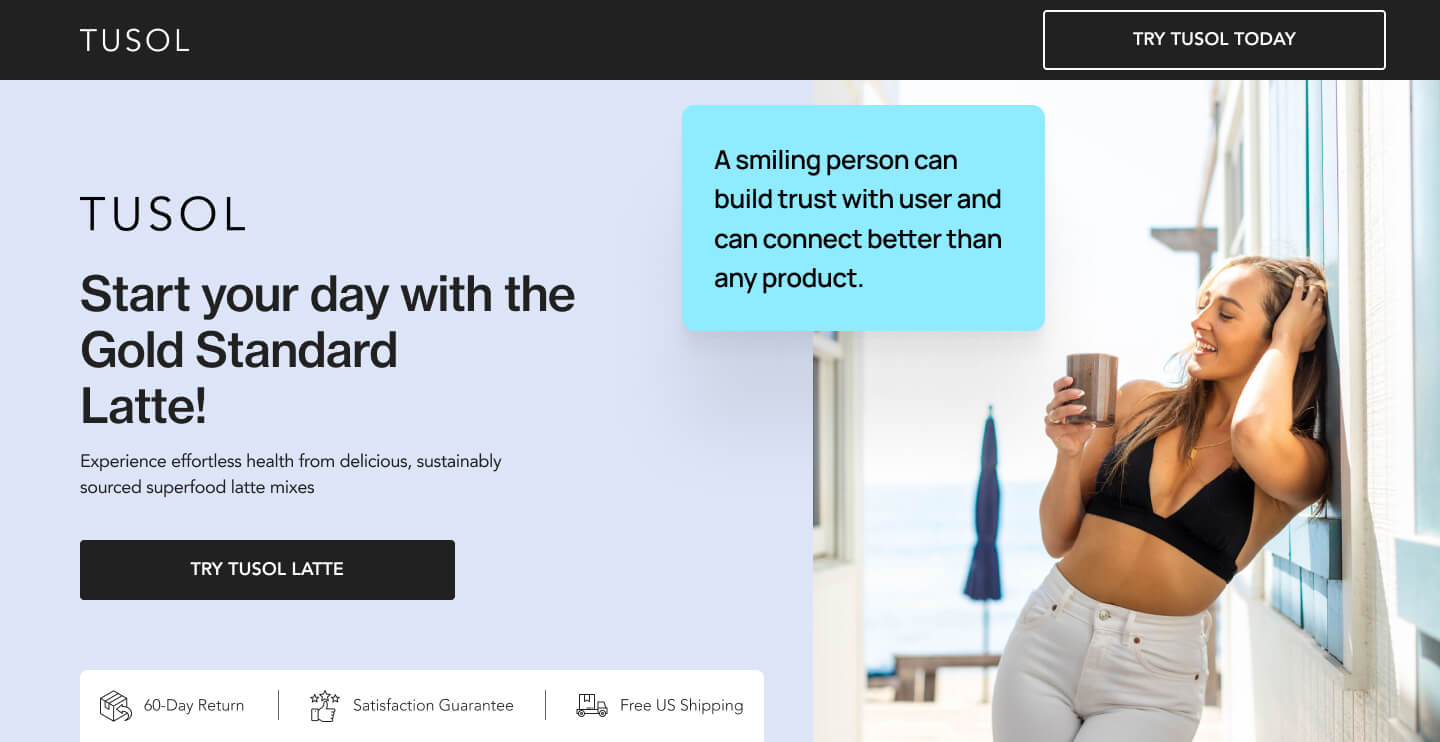 TUSOL
TRY TUSOL TODAY
TUSOL
Start your day with the
Gold Standard
Latte!
Experience effortless health from delicious, sustainably
sourced superfood latte mixes
TRY TUSOL LATTE
A smiling person can
build trust with user and
can connect better than
any product.
60-Day Return
Satisfaction Guarantee
Free US Shipping